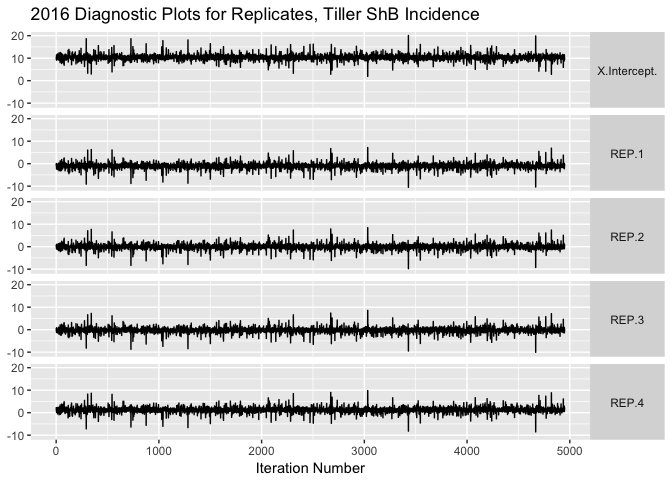 2016 Diagnostic Plots for Replicates, Tiller ShB Incidence
20
10
0
-10
X.Intercept.
20
10
0
-10
REP.1
20
10
0
-10
REP.2
20
10
0
-10
REP.3
20
10
0
-10
REP.4
0 1000 2000 3000 4000 5000
Iteration Number